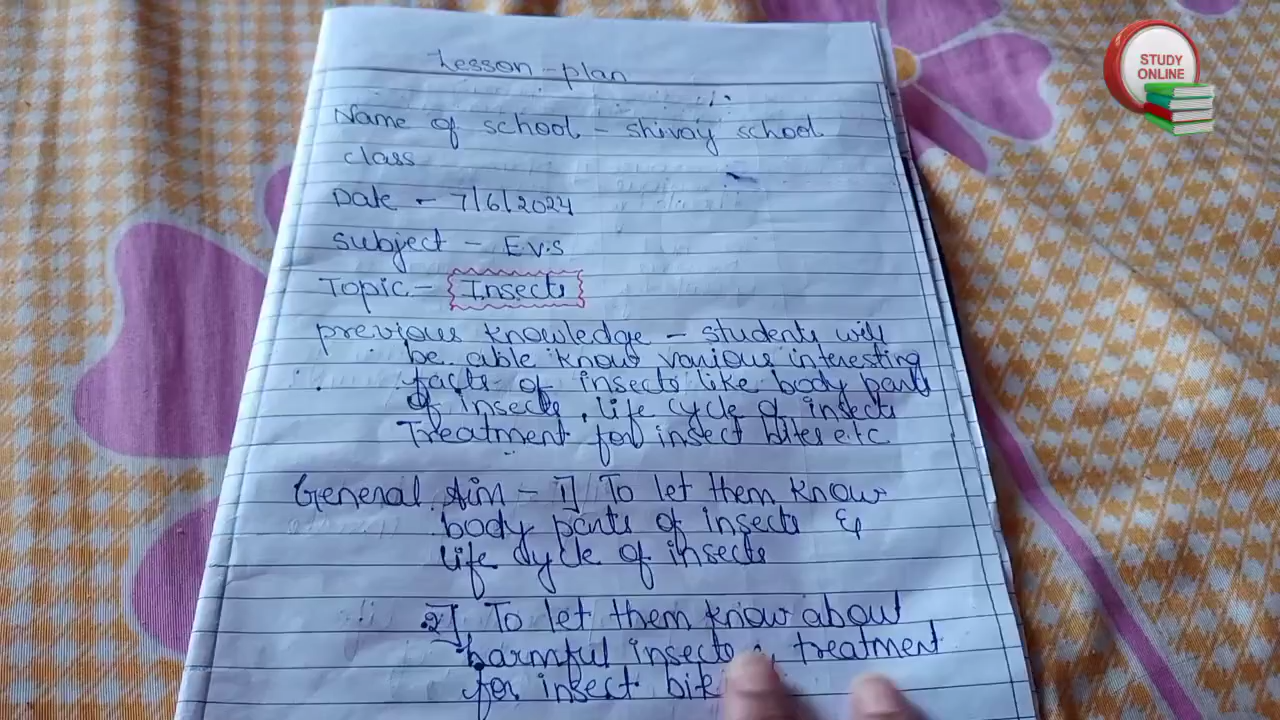 Lesson-plan
Name of school - shivay school
class
Date - 7/6/2024
Subject - E.V.S
Topic - Insects
previous knowledge - students will
be able know various interesting
facts of insects like body parts
of insects, life cycle of insects
Treatment for insect bites etc
General Aim - 1] To let them know
body parts of insects &
life cycle of insects
2] To let them know about
harmful insects treatment
for insect
STUDY
ONLINE